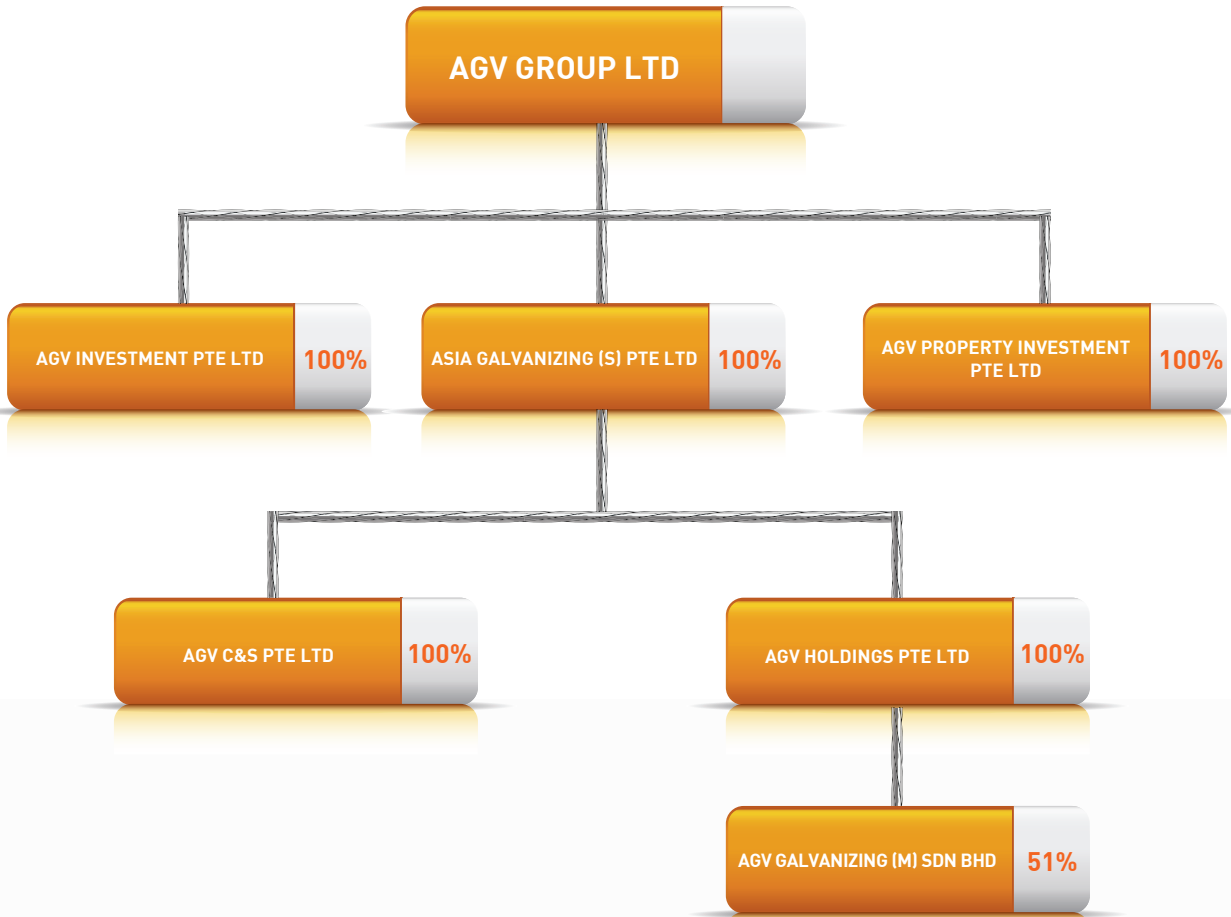 AGV GROUP LTD
AGV INVESTMENT PTE LTD
100%
ASIA GALVANIZING (S) PTE LTD
100%
AGV PROPERTY INVESTMENT
PTE LTD
100%
AGV C&S PTE LTD
100%
AGV HOLDINGS PTE LTD
100%
AGV GALVANIZING (M) SDN BHD
51%